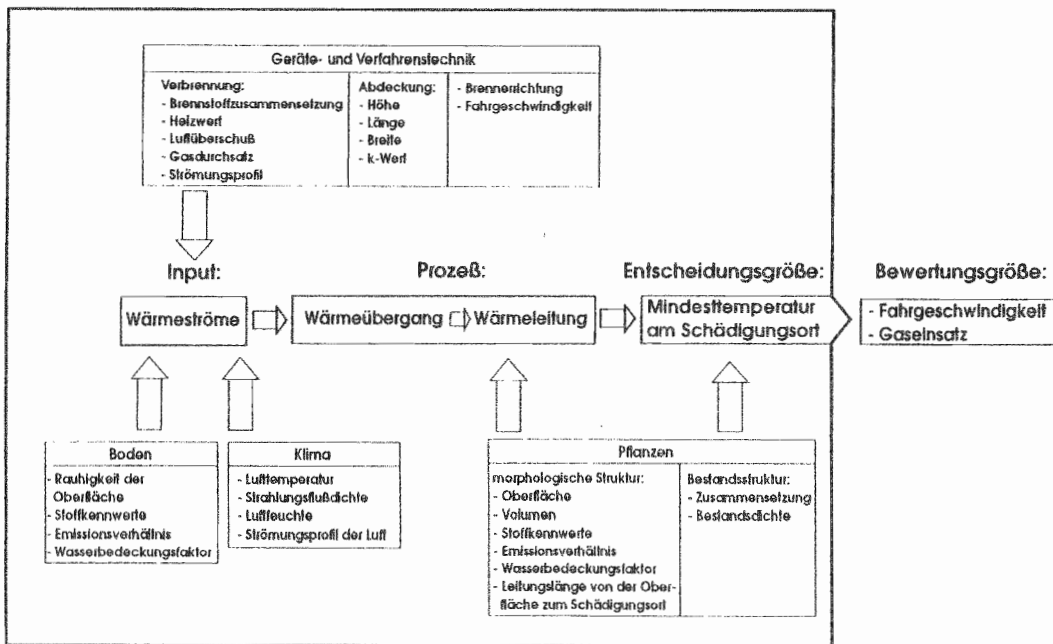 Geräte- und Verfahrenstechnik
Verbrennung:
- Brennstoffzusammensetzung
- Heizwert
- Luftüberschuß
- Gasdurchsatz
- Strömungsprofil
Abdeckung:
- Höhe
- Länge
- Breite
- k-Wert
- Brennerrichtung
- Fahrgeschwindigkeit
Input:
Prozeß:
Entscheidungsgröße:
Bewertungsgröße:
Wärmeströme
Wärmeübergang
Wärmeleitung
Mindesttemperatur
am Schädigungsort
- Fahrgeschwindigkeit
- Gaseinsatz
Boden
- Rauhigkeit der
Oberfläche
- Stoffkennwerte
- Emissionsverhältnis
- Wasserbedeckungsfaktor
Klima
- Lufttemperatur
- Strahlungsflußdichte
- Luftfeuchte
- Strömungsprofil der Luft
Pflanzen
morphologische Struktur:
- Oberfläche
- Volumen
- Stoffkennwerte
- Emissionsverhältnis
- Wasserbedeckungsfaktor
- Leitungslänge von der Ober-
fläche zum Schädigungsort
Bestandsstruktur:
- Zusammensetzung
- Bestandsdichte